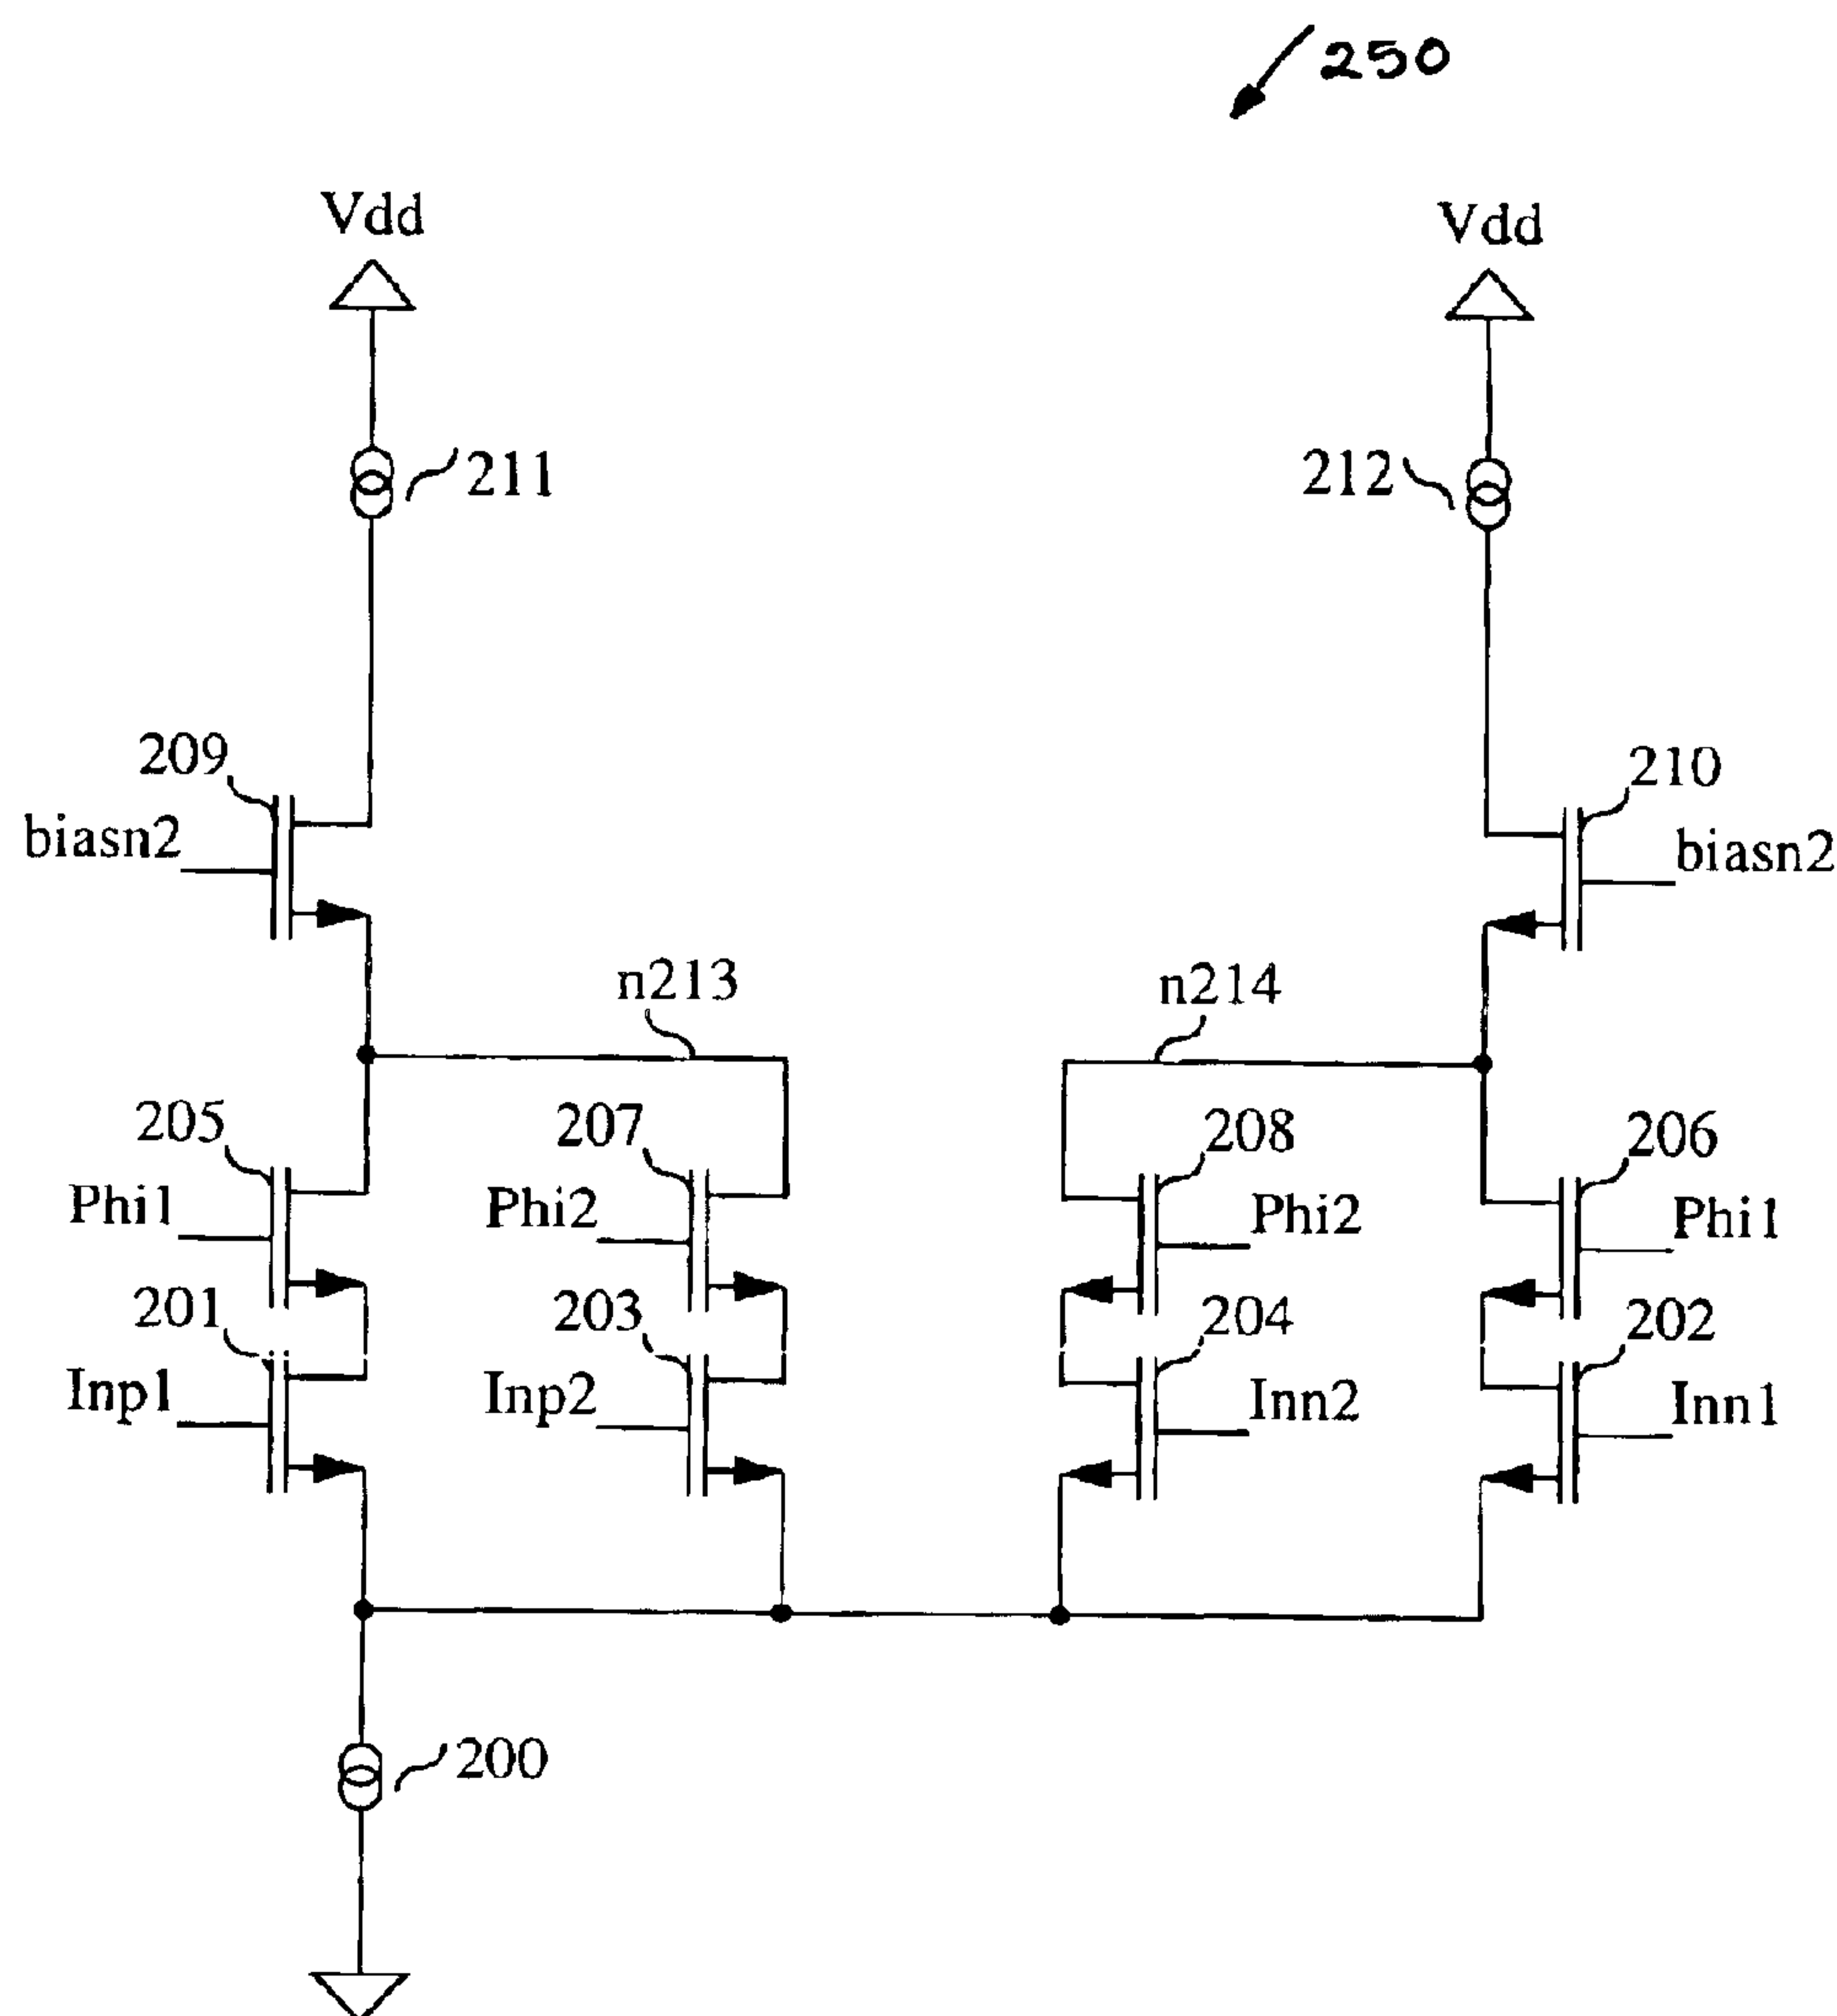 250
Vdd
Vdd
211
212
209
210
biasn2
biasn2
n213
n214
205
207
208
206
Phi1
Phi2
Phi2
Phi1
201
203
204
202
Inp1
Inp2
Inn2
Inn1
200